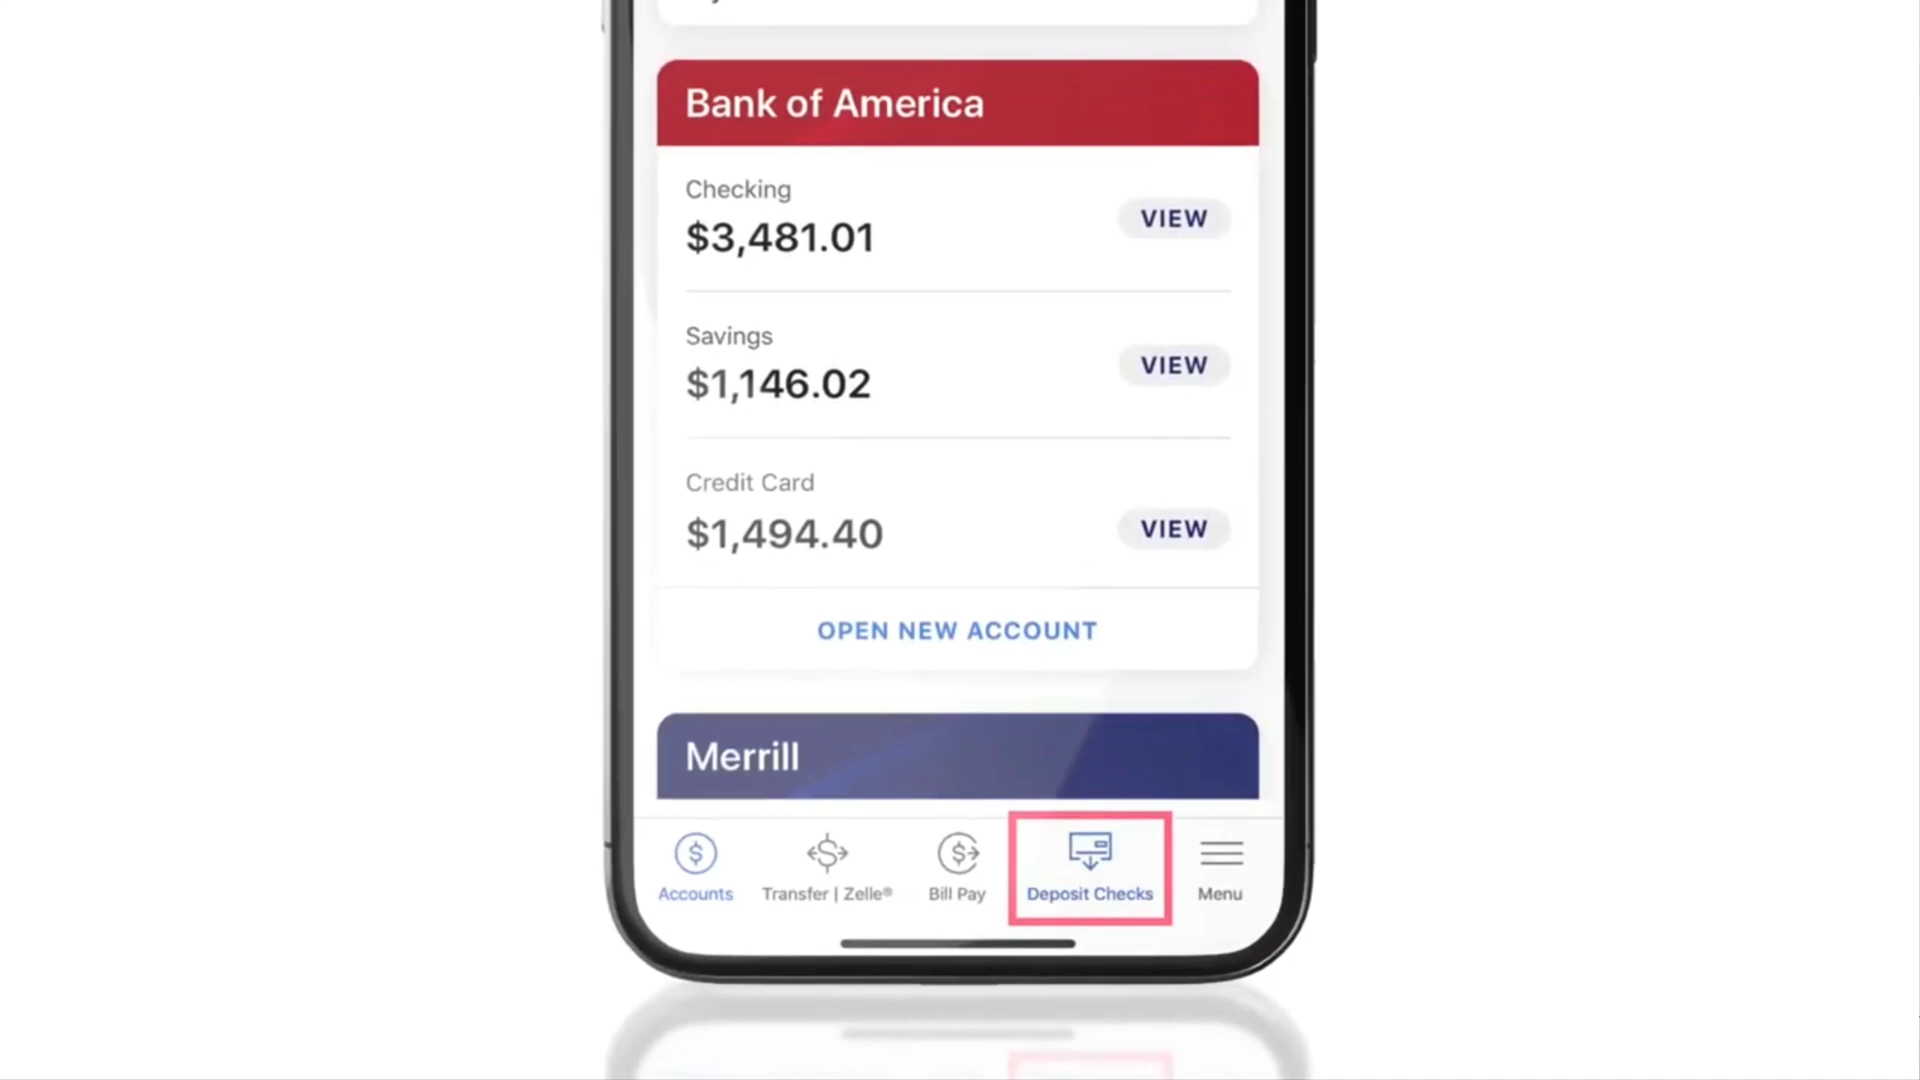 Bank of America
Checking
$3,481.01
VIEW
Savings
$1,146.02
VIEW
Credit Card
$1,494.40
VIEW
OPEN NEW ACCOUNT
Merrill
Accounts
Transfer | Zelle®
Bill Pay
Deposit Checks
Menu